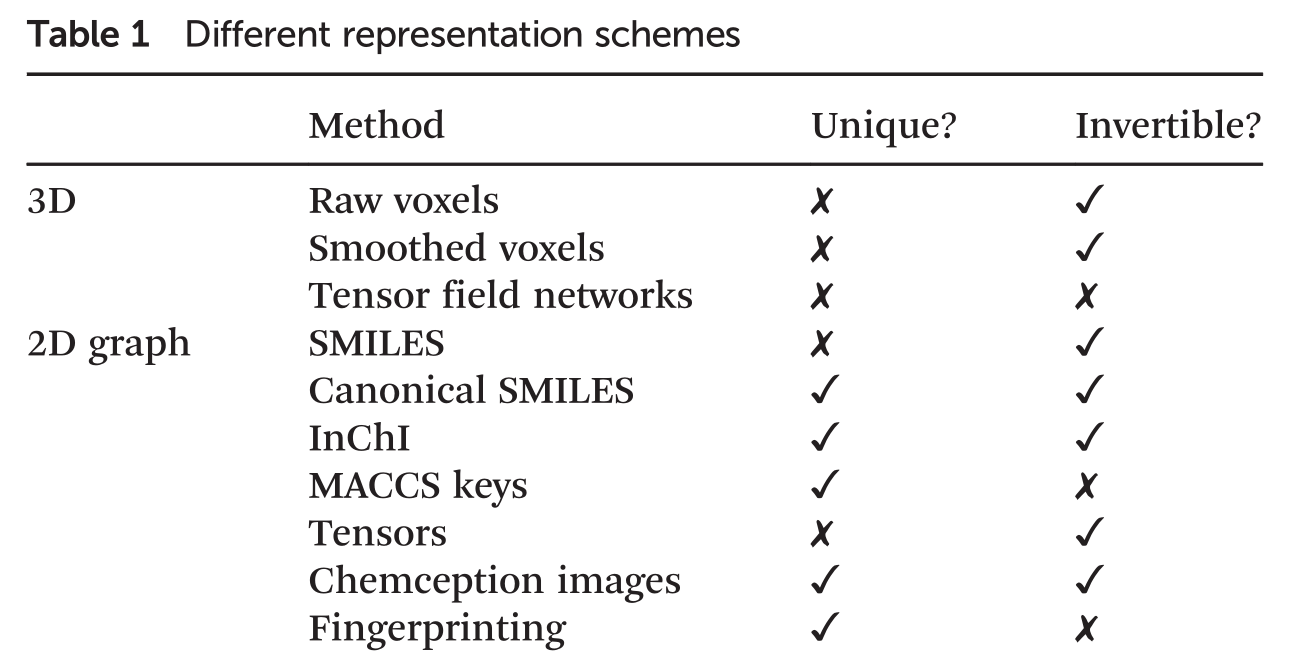 Table 1 Different representation schemes
Method Unique? Invertible?
3D Raw voxels ✗ ✓
Smoothed voxels ✗ ✓
Tensor field networks ✗ ✗
2D graph SMILES ✗ ✓
Canonical SMILES ✓ ✓
InChI ✓ ✓
MACCS keys ✓ ✗
Tensors ✗ ✓
Chemception images ✓ ✓
Fingerprinting ✓ ✗